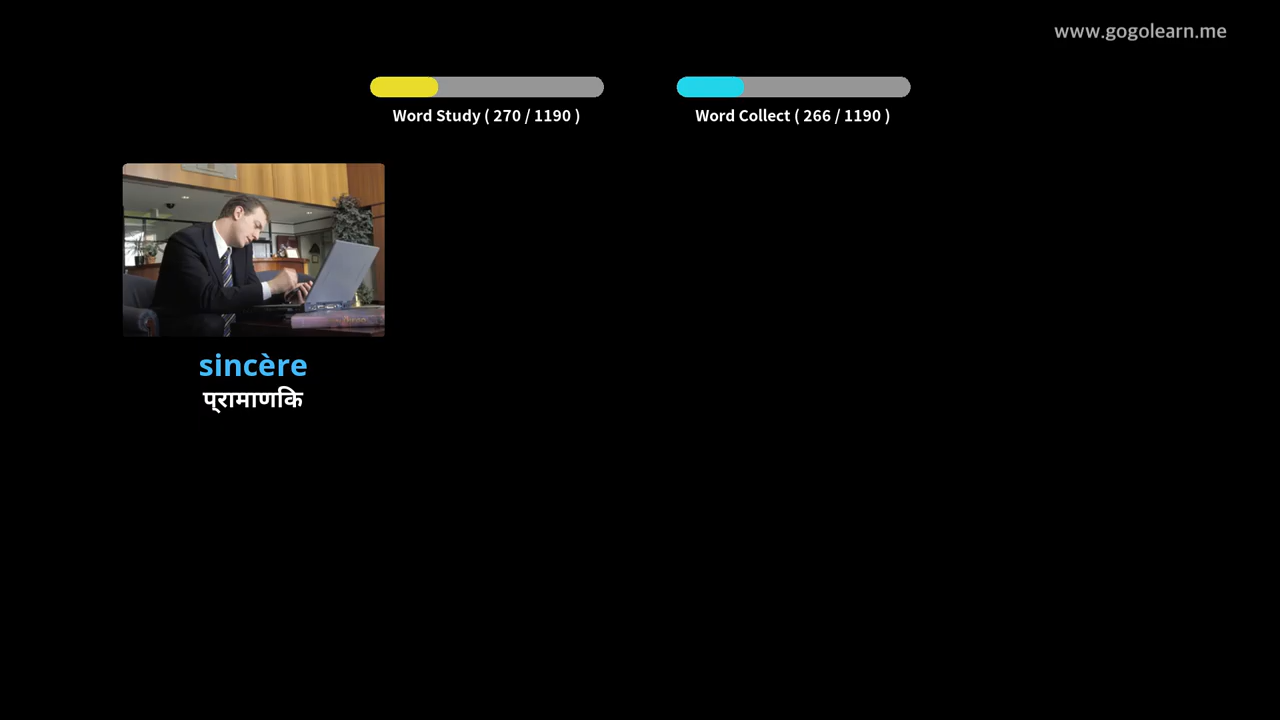 www.gogolearn.me
Word Study ( 270 / 1190 )
Word Collect ( 266 / 1190 )
sincère
प्रामाणकि